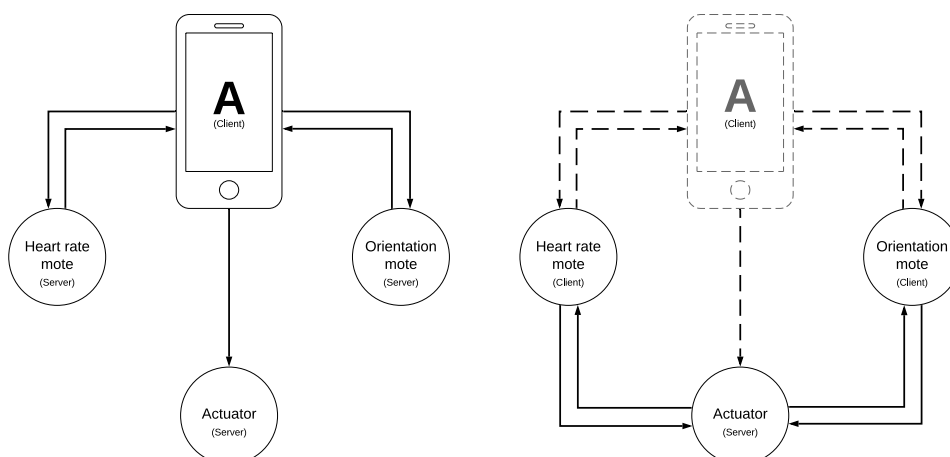 A
(Client)
Heart rate
mote
(Server)
Orientation
mote
(Server)
Actuator
(Server)
A
(Client)
Heart rate
mote
(Client)
Orientation
mote
(Client)
Actuator
(Server)